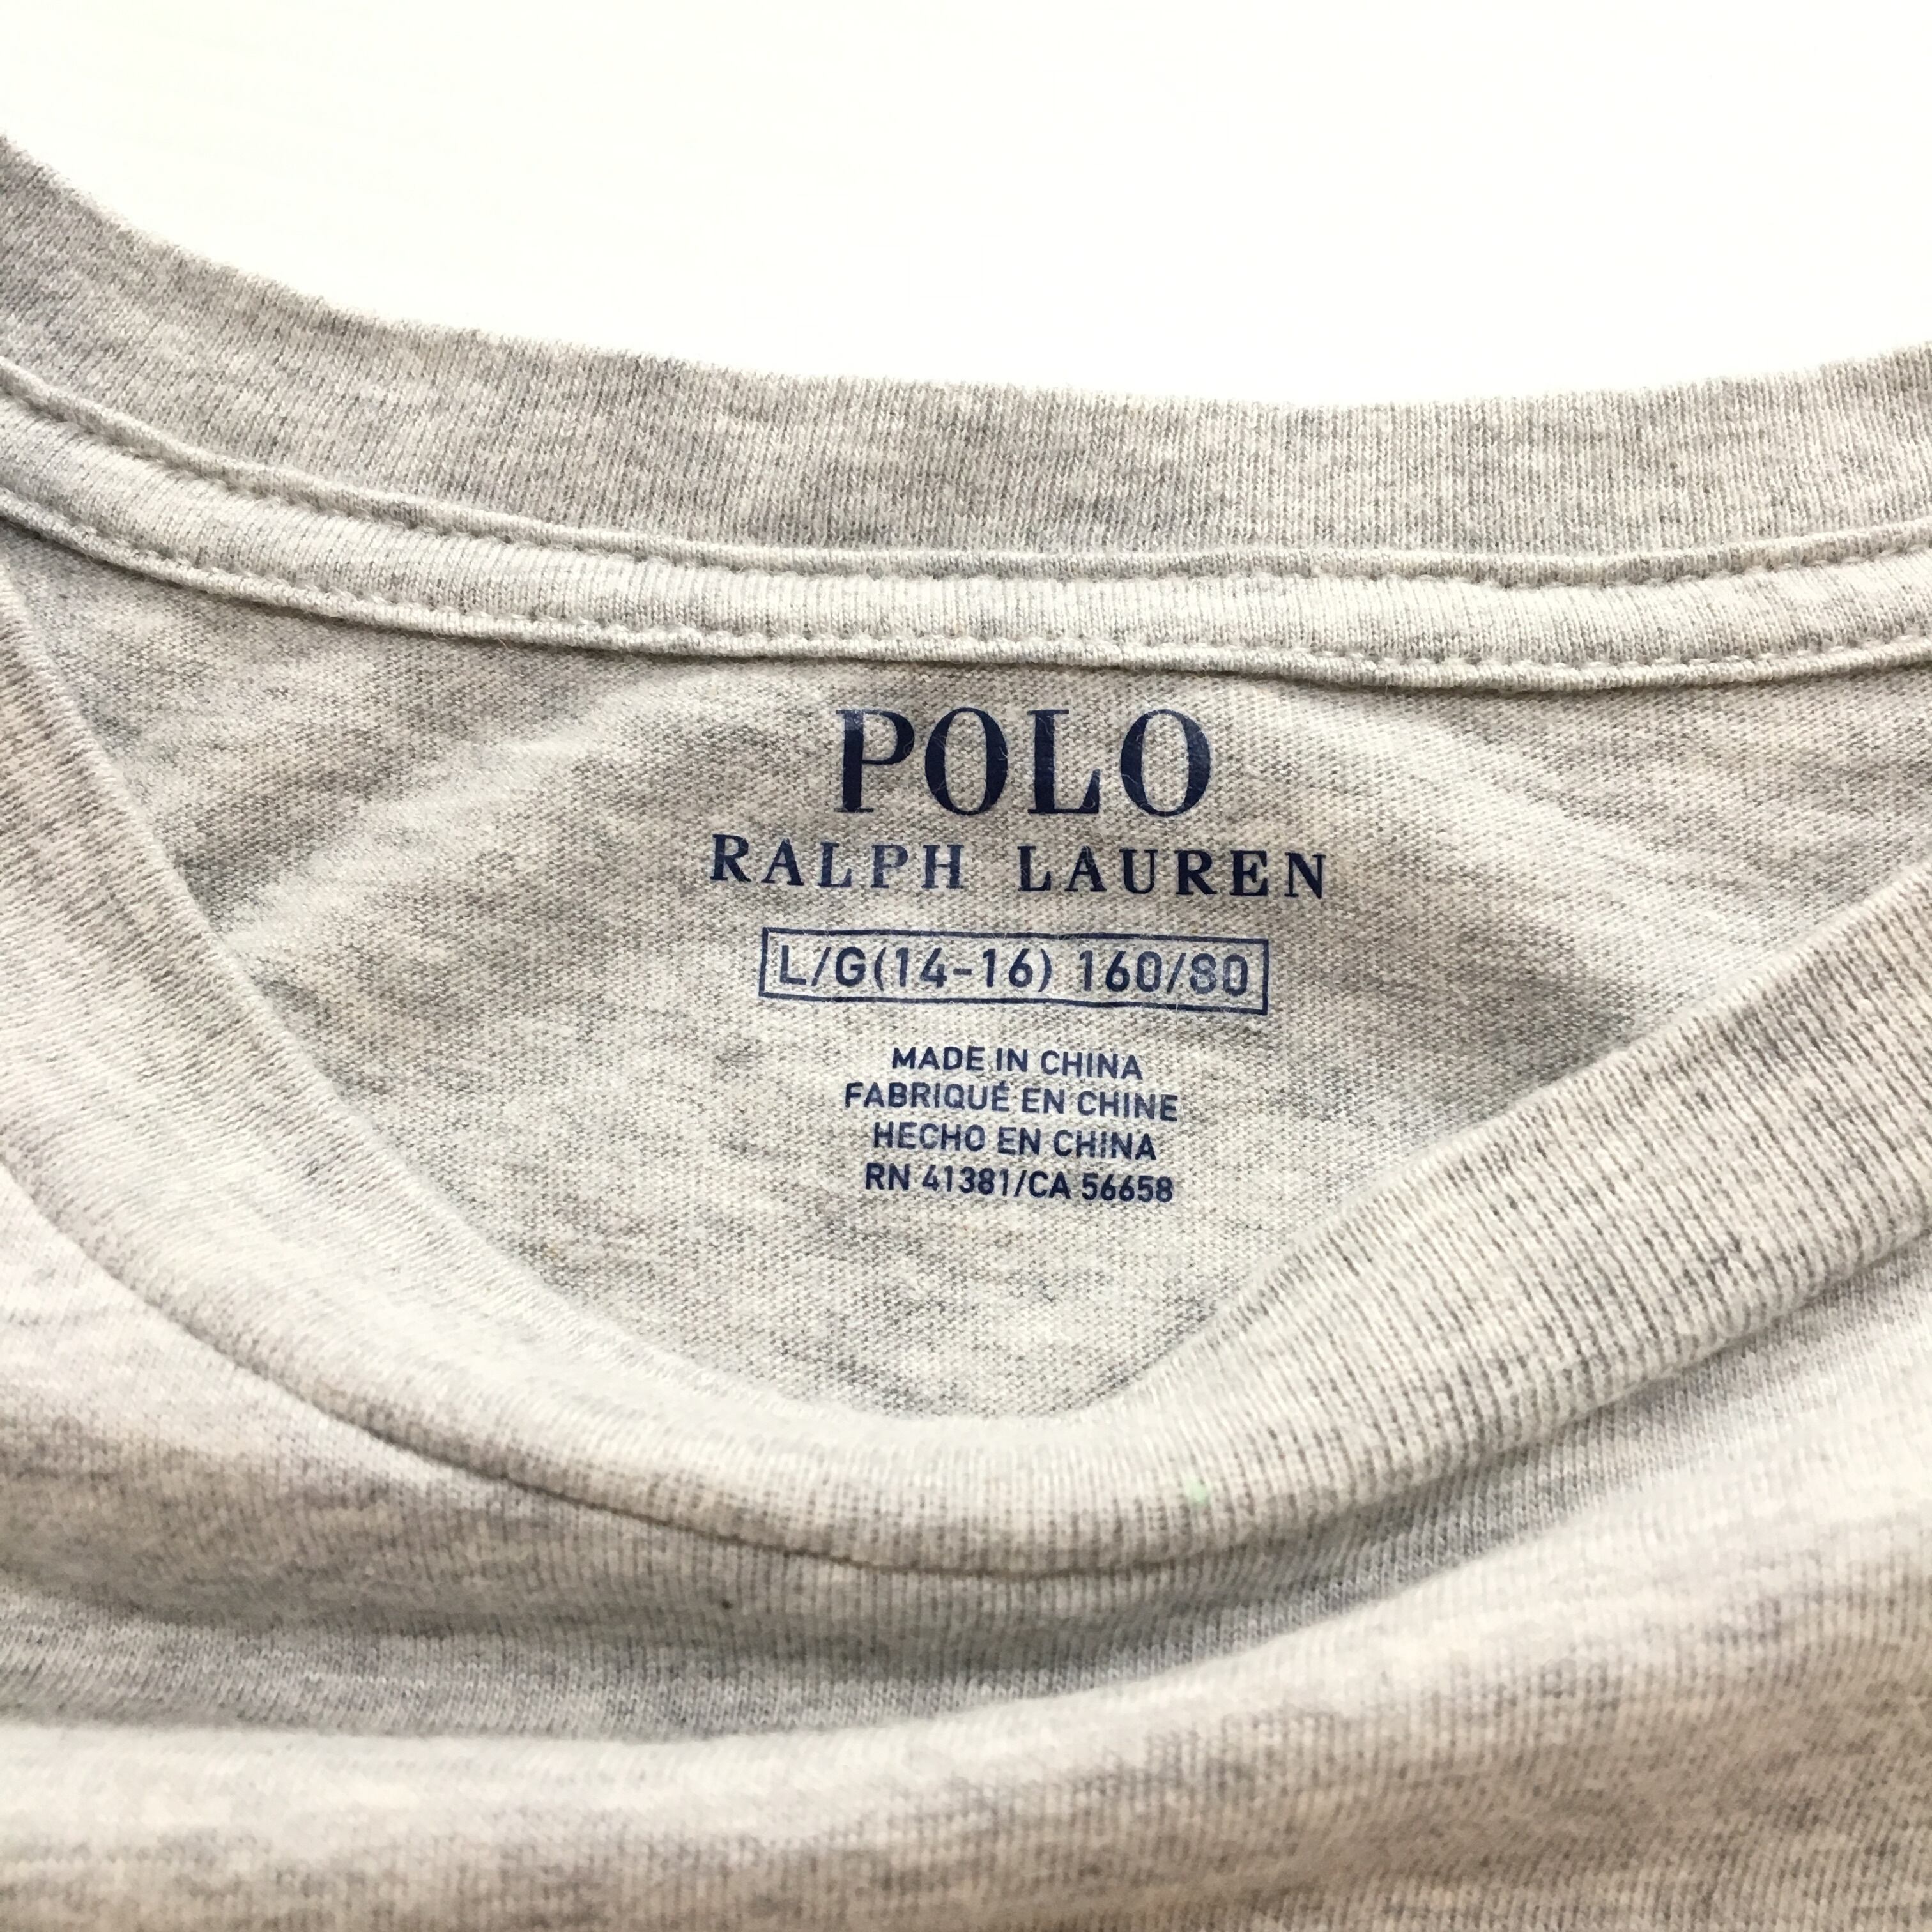 POLO
RALPH LAUREN
L/G(14-16) 160/80
MADE IN CHINA
FABRIQUÉ EN CHINE
HECHO EN CHINA
RN 41381/CA 56658